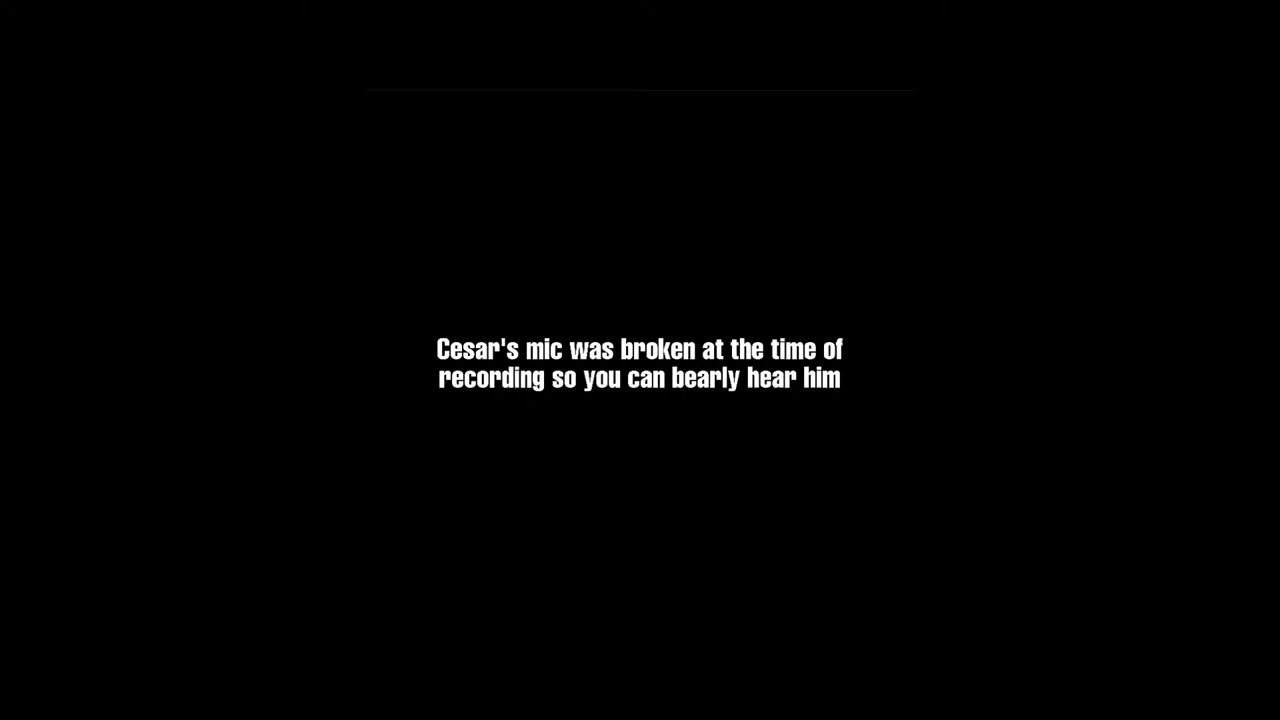 Cesar's mic was broken at the time of
recording so you can bearly hear him